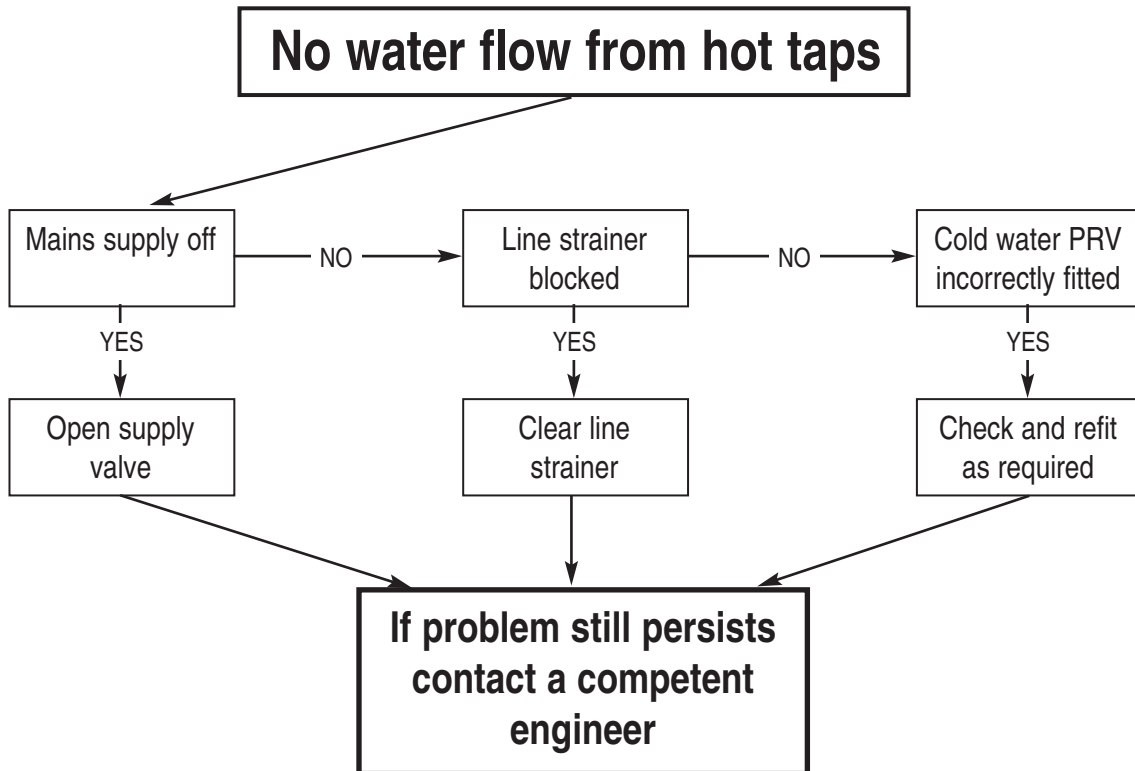 No water flow from hot taps
Mains supply off
NO
Line strainer
blocked
NO
Cold water PRV
incorrectly fitted
YES
YES
YES
Open supply
valve
Clear line
strainer
Check and refit
as required
If problem still persists
contact a competent
engineer